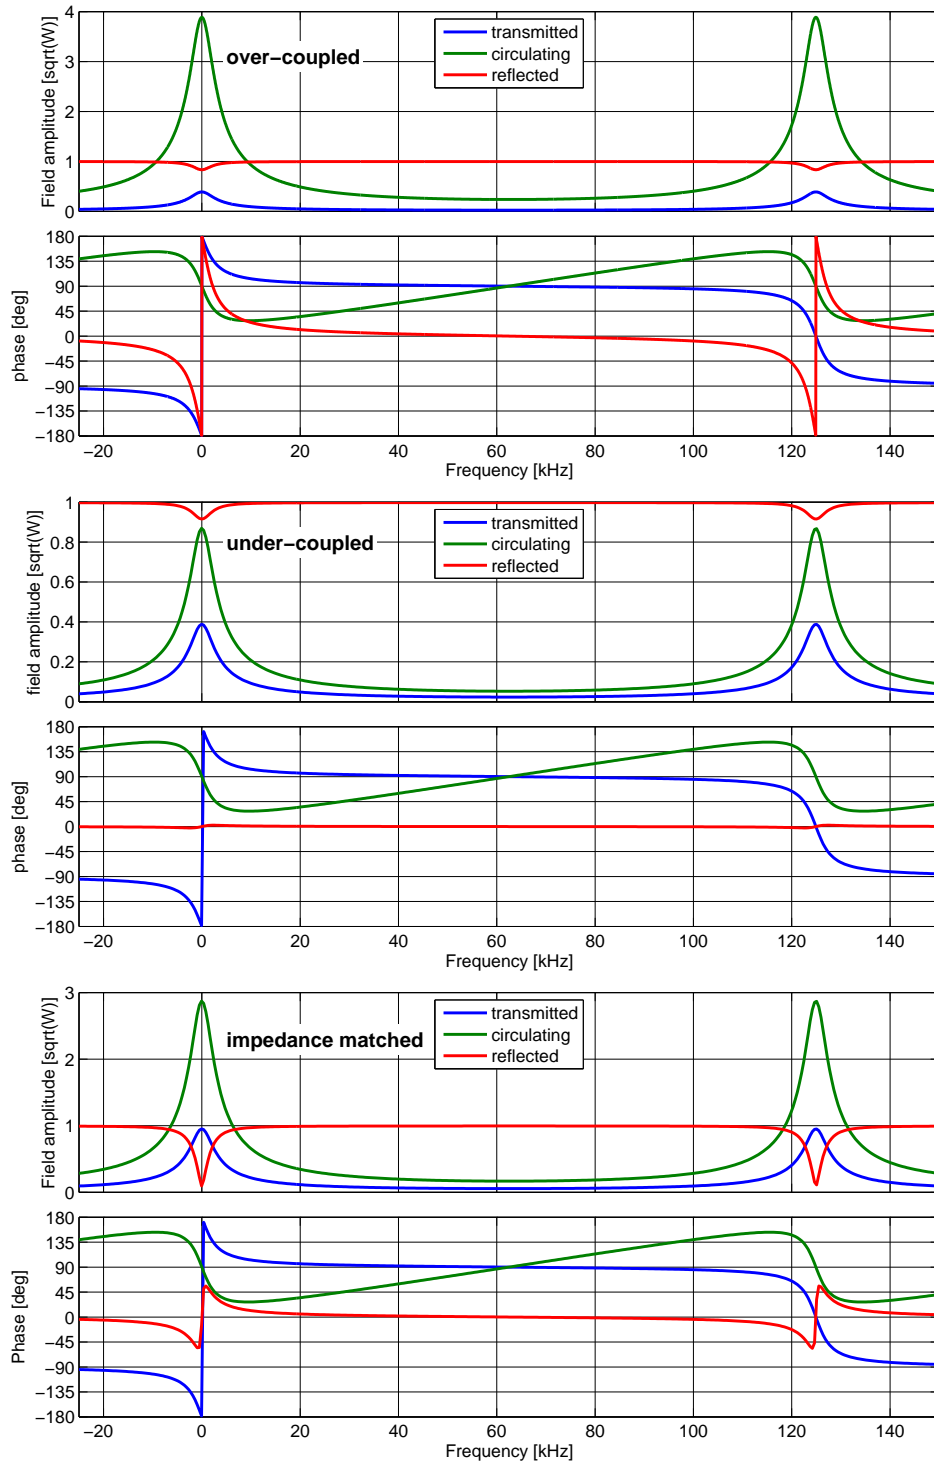 4
3
2
1
0
Field amplitude [sqrt(W)]
over−coupled
transmitted
circulating
reflected
180
135
90
45
0
−45
−90
−135
−180
phase [deg]
−20 0 20 40 60 80 100 120 140
Frequency [kHz]
1
0.8
0.6
0.4
0.2
0
field amplitude [sqrt(W)]
under−coupled
transmitted
circulating
reflected
180
135
90
45
0
−45
−90
−135
−180
phase [deg]
−20 0 20 40 60 80 100 120 140
Frequency [kHz]
3
2
1
0
Field amplitude [sqrt(W)]
impedance matched
transmitted
circulating
reflected
180
135
90
45
0
−45
−90
−135
−180
Phase [deg]
−20 0 20 40 60 80 100 120 140
Frequency [kHz]